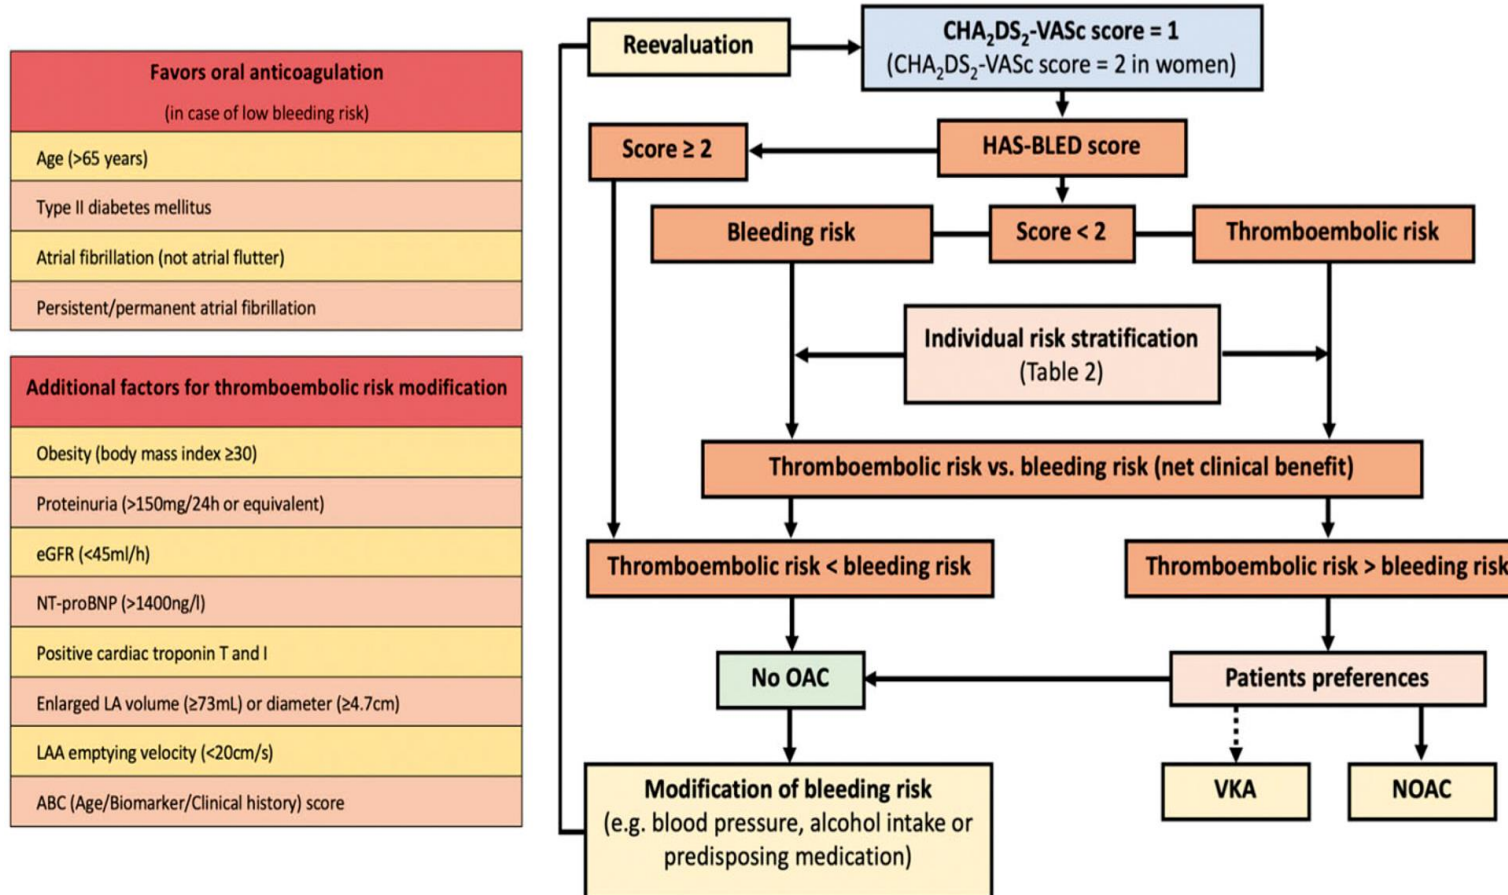 Favors oral anticoagulation
(in case of low bleeding risk)
Age (>65 years)
Type II diabetes mellitus
Atrial fibrillation (not atrial flutter)
Persistent/permanent atrial fibrillation
Additional factors for thromboembolic risk modification
Obesity (body mass index ≥30)
Proteinuria (>150mg/24h or equivalent)
eGFR (<45ml/h)
NT-proBNP (>1400ng/l)
Positive cardiac troponin T and I
Enlarged LA volume (≥73mL) or diameter (≥4.7cm)
LAA emptying velocity (<20cm/s)
ABC (Age/Biomarker/Clinical history) score
Reevaluation
CHA₂DS₂-VASc score = 1
(CHA₂DS₂-VASc score = 2 in women)
Score ≥ 2
HAS-BLED score
Bleeding risk
Score < 2
Thromboembolic risk
Individual risk stratification
(Table 2)
Thromboembolic risk vs. bleeding risk (net clinical benefit)
Thromboembolic risk < bleeding risk
Thromboembolic risk > bleeding risk
No OAC
Patients preferences
Modification of bleeding risk
(e.g. blood pressure, alcohol intake or
predisposing medication)
VKA
NOAC